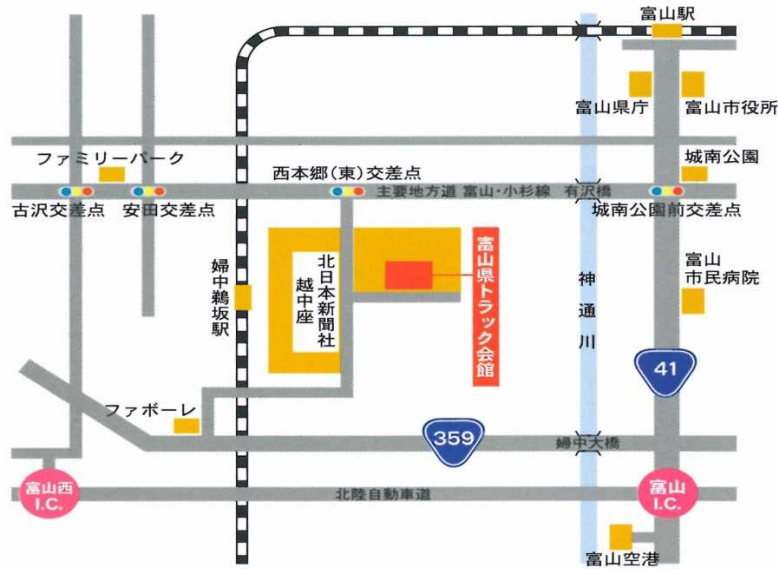 富山駅
富山県庁
富山市役所
ファミリーパーク
西本郷(東)交差点
城南公園
主要地方道 富山・小杉線 有沢橋
古沢交差点
安田交差点
城南公園前交差点
婦中鵜坂駅
北日本新聞社
越中座
富山県トラック会館
神通川
富山
市民病院
41
ファボーレ
359
婦中大橋
富山西
I.C.
北陸自動車道
富山
I.C.
富山空港